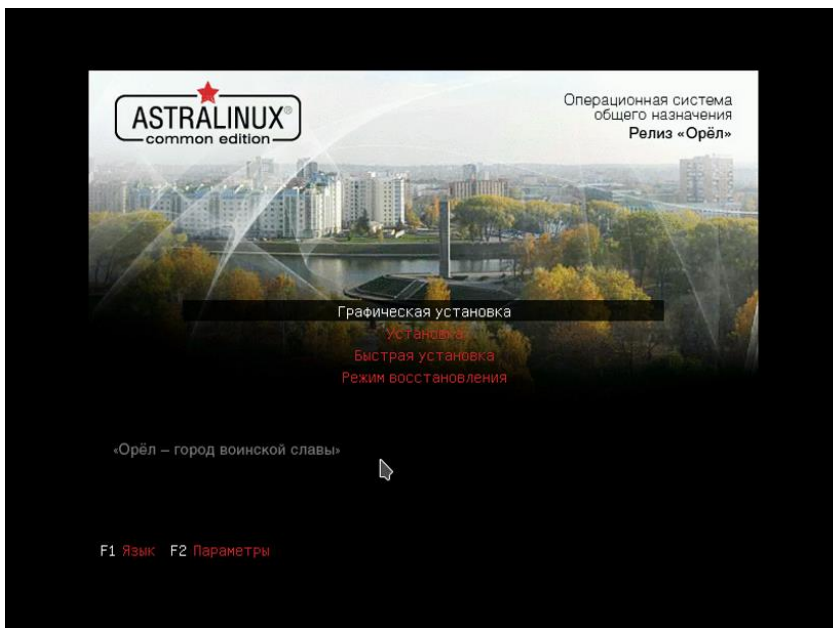 ASTRALINUX®
common edition
Операционная система
общего назначения
Релиз «Орёл»
Графическая установка
Установка
Быстрая установка
Режим восстановления
«Орёл – город воинской славы»
F1 Язык F2 Параметры